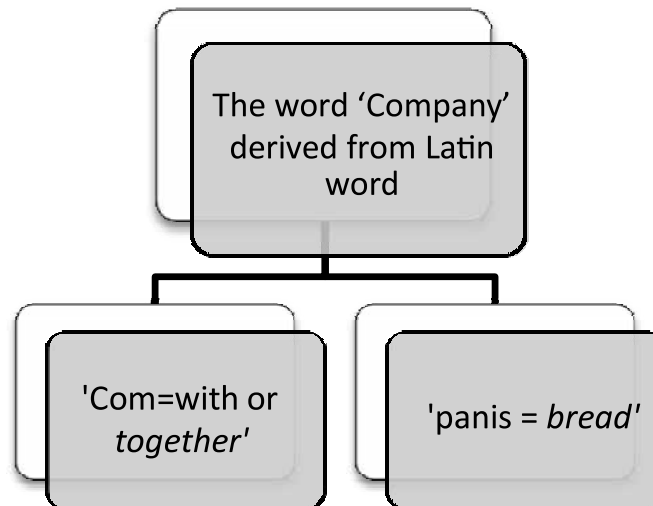 The word ‘Company’
derived from Latin
word
'Com=with or
together'
'panis = bread'